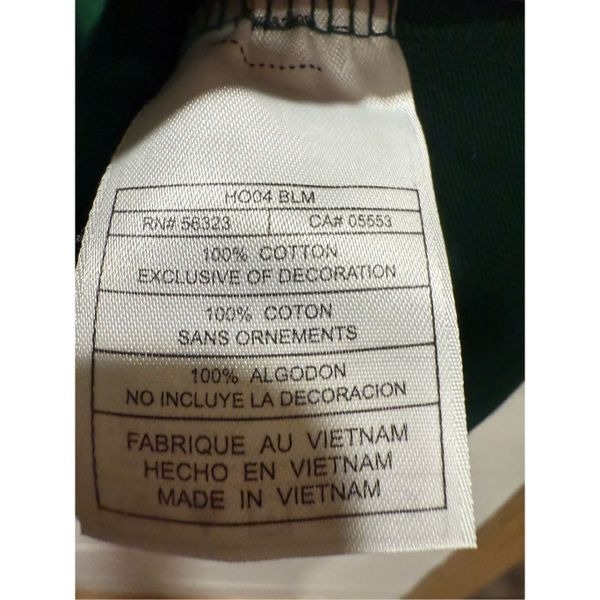 HO04 BLM
RN# 56323 CA# 05553
100% COTTON
EXCLUSIVE OF DECORATION
100% COTON
SANS ORNEMENTS
100% ALGODON
NO INCLUYE LA DECORACION
FABRIQUE AU VIETNAM
HECHO EN VIETNAM
MADE IN VIETNAM